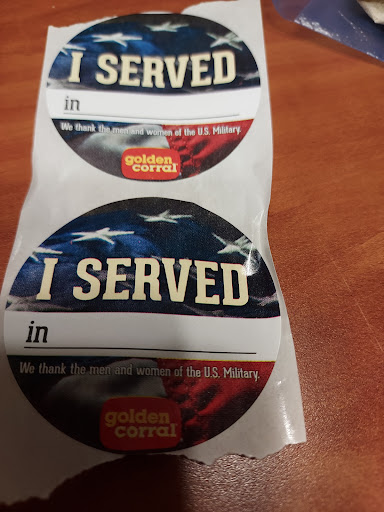 I SERVED
in
We thank the men and women of the U.S. Military.
golden
corral
I SERVED
in
We thank the men and women of the U.S. Military.
golden
corral